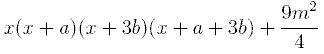 x(x + a)(x + 3b)(x + a + 3b) + \frac{9m^2}{4}